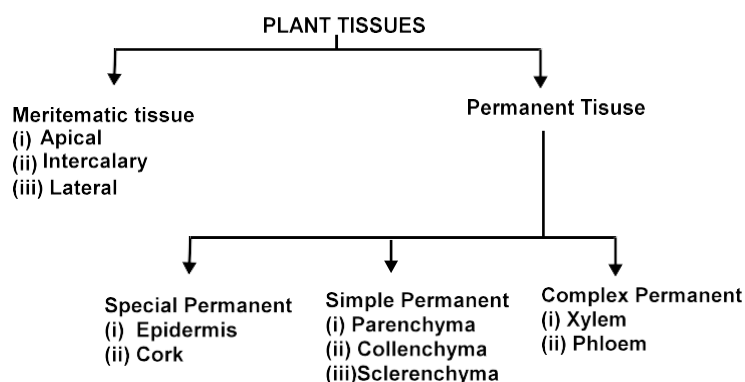 PLANT TISSUES
Meritematic tissue
(i) Apical
(ii) Intercalary
(iii) Lateral
Permanent Tisuse
Special Permanent
(i) Epidermis
(ii) Cork
Simple Permanent
(i) Parenchyma
(ii) Collenchyma
(iii)Sclerenchyma
Complex Permanent
(i) Xylem
(ii) Phloem